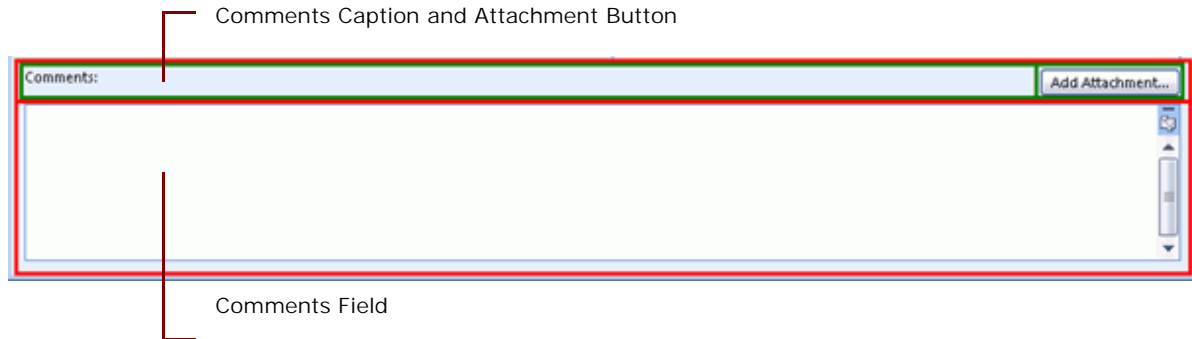 Comments Caption and Attachment Button
Comments:
Add Attachment...
Comments Field